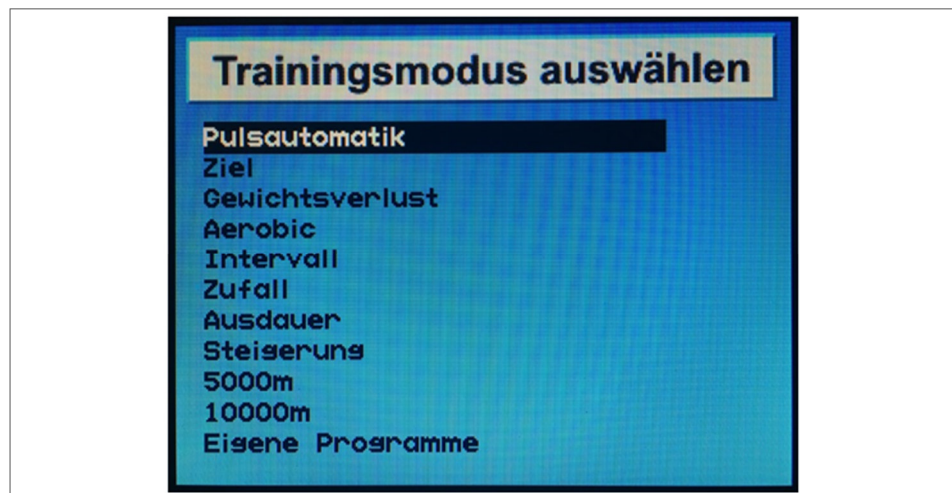 Trainingsmodus auswählen
Pulsautomatik
Ziel
Gewichtsverlust
Aerobic
Intervall
Zufall
Ausdauer
Steigerung
5000m
10000m
Eigene Programme